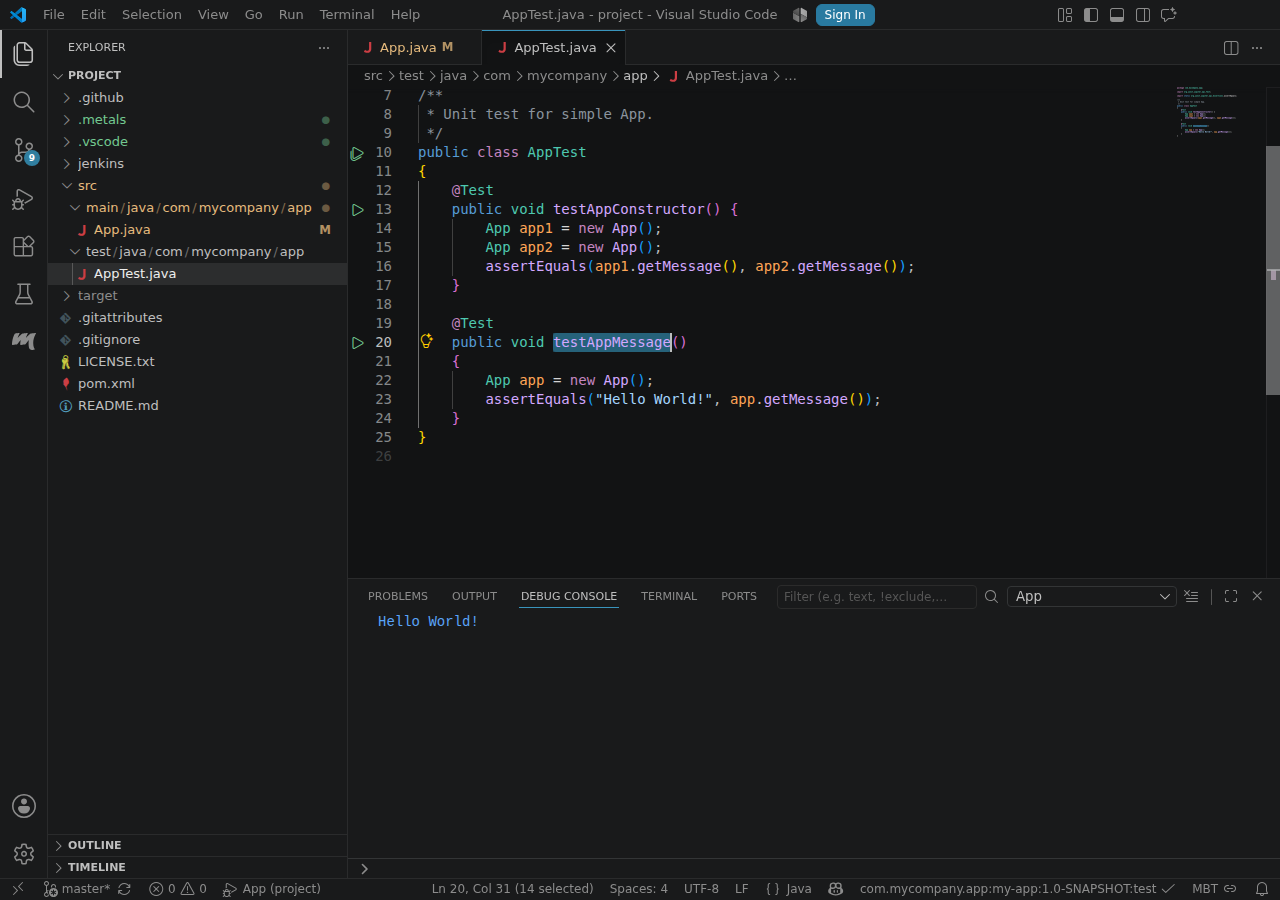 File Edit Selection View Go Run Terminal Help AppTest.java - project - Visual Studio Code Sign In
EXPLORER
PROJECT
.github
.metals
.vscode
jenkins
src
main/java/com/mycompany/app
App.java M
test/java/com/mycompany/app
AppTest.java
target
.gitattributes
.gitignore
LICENSE.txt
pom.xml
README.md
OUTLINE
TIMELINE
9
App.java M AppTest.java
src > test > java > com > mycompany > app > AppTest.java > ...
7 /**
8 * Unit test for simple App.
9 */
10 public class AppTest
11 {
12 @Test
13 public void testAppConstructor() {
14 App app1 = new App();
15 App app2 = new App();
16 assertEquals(app1.getMessage(), app2.getMessage());
17 }
18
19 @Test
20 public void testAppMessage()
21 {
22 App app = new App();
23 assertEquals("Hello World!", app.getMessage());
24 }
25 }
26
PROBLEMS OUTPUT DEBUG CONSOLE TERMINAL PORTS Filter (e.g. text, !exclude,... App
Hello World!
master* 0 0 App (project) Ln 20, Col 31 (14 selected) Spaces: 4 UTF-8 LF { } Java com.mycompany.app:my-app:1.0-SNAPSHOT:test MBT